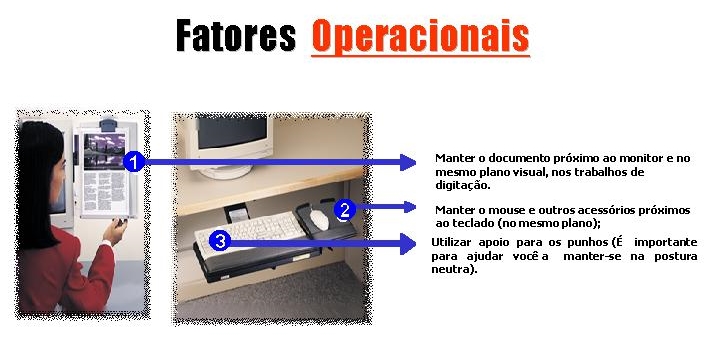 Fatores Operacionais
1
Manter o documento próximo ao monitor e no
mesmo plano visual, nos trabalhos de
digitação.
2
Manter o mouse e outros acessórios próximos
ao teclado (no mesmo plano);
3
Utilizar apoio para os punhos (É importante
para ajudar você a manter-se na postura
neutra).